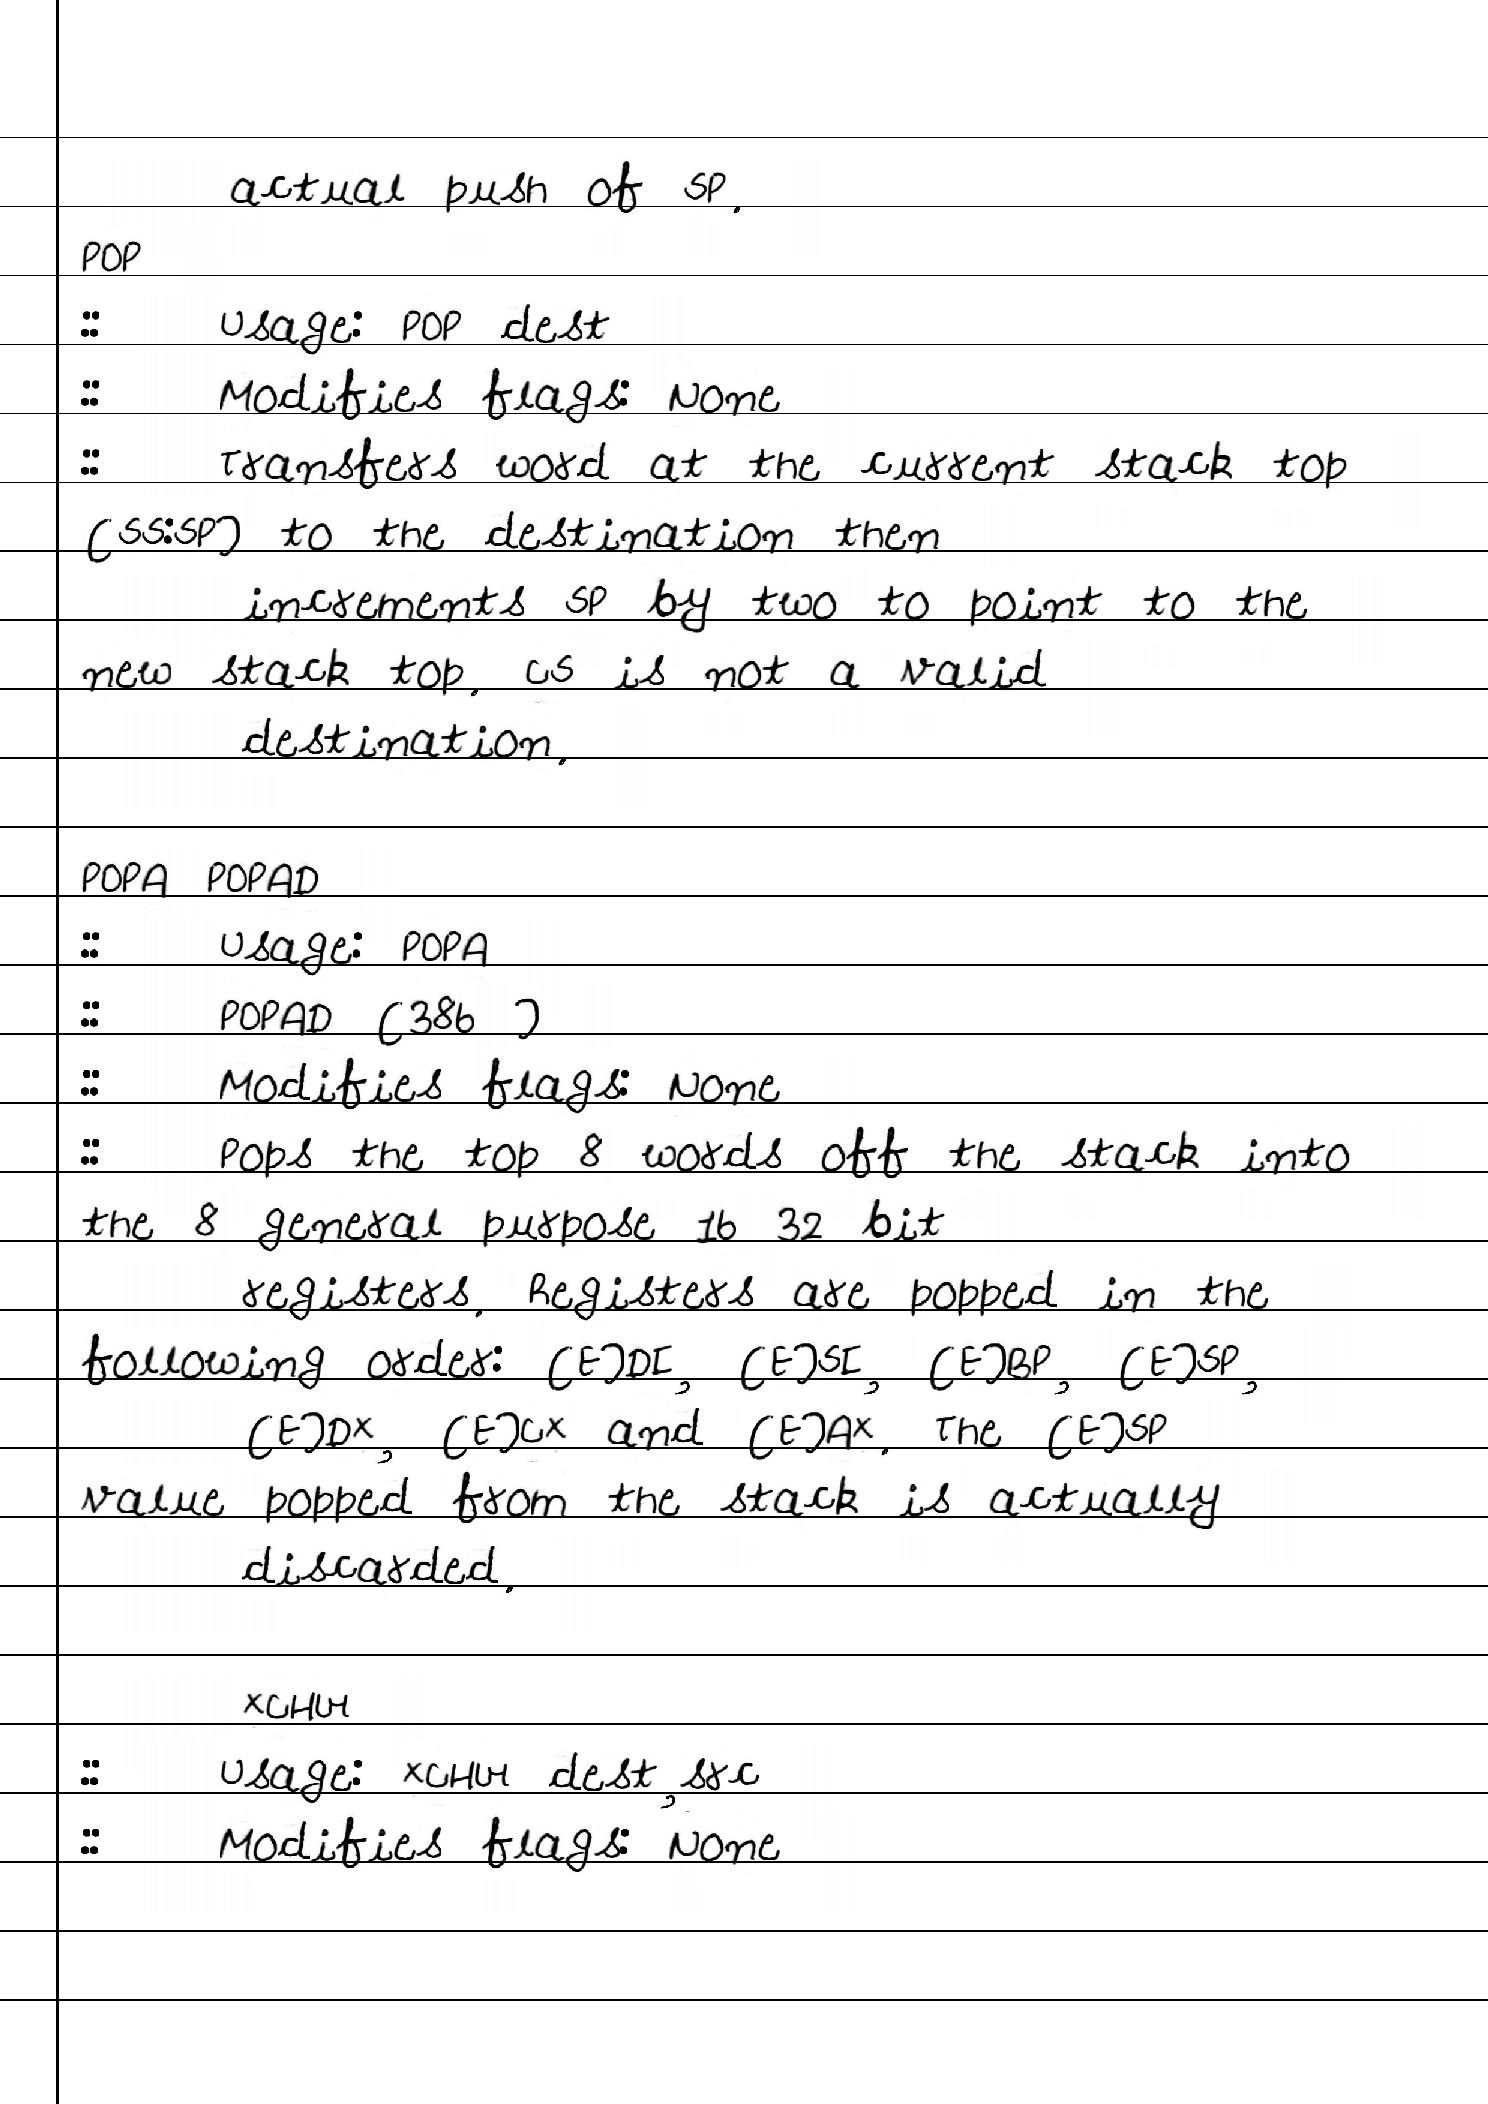 actual push of SP.
POP
:: Usage: POP dest
:: Modifies flags: None
:: Transfers word at the current stack top
(SS:SP) to the destination then
increments SP by two to point to the
new stack top. CS is not a valid
destination.
POPA POPAD
:: Usage: POPA
:: POPAD (386 )
:: Modifies flags: None
:: Pops the top 8 words off the stack into
the 8 general purpose 16 32 bit
registers. Registers are popped in the
following order: (E)DI, (E)SI, (E)BP, (E)SP,
(E)DX, (E)CX and (E)AX. The (E)SP
value popped from the stack is actually
discarded.
XCHG
:: Usage: XCHG dest,src
:: Modifies flags: None